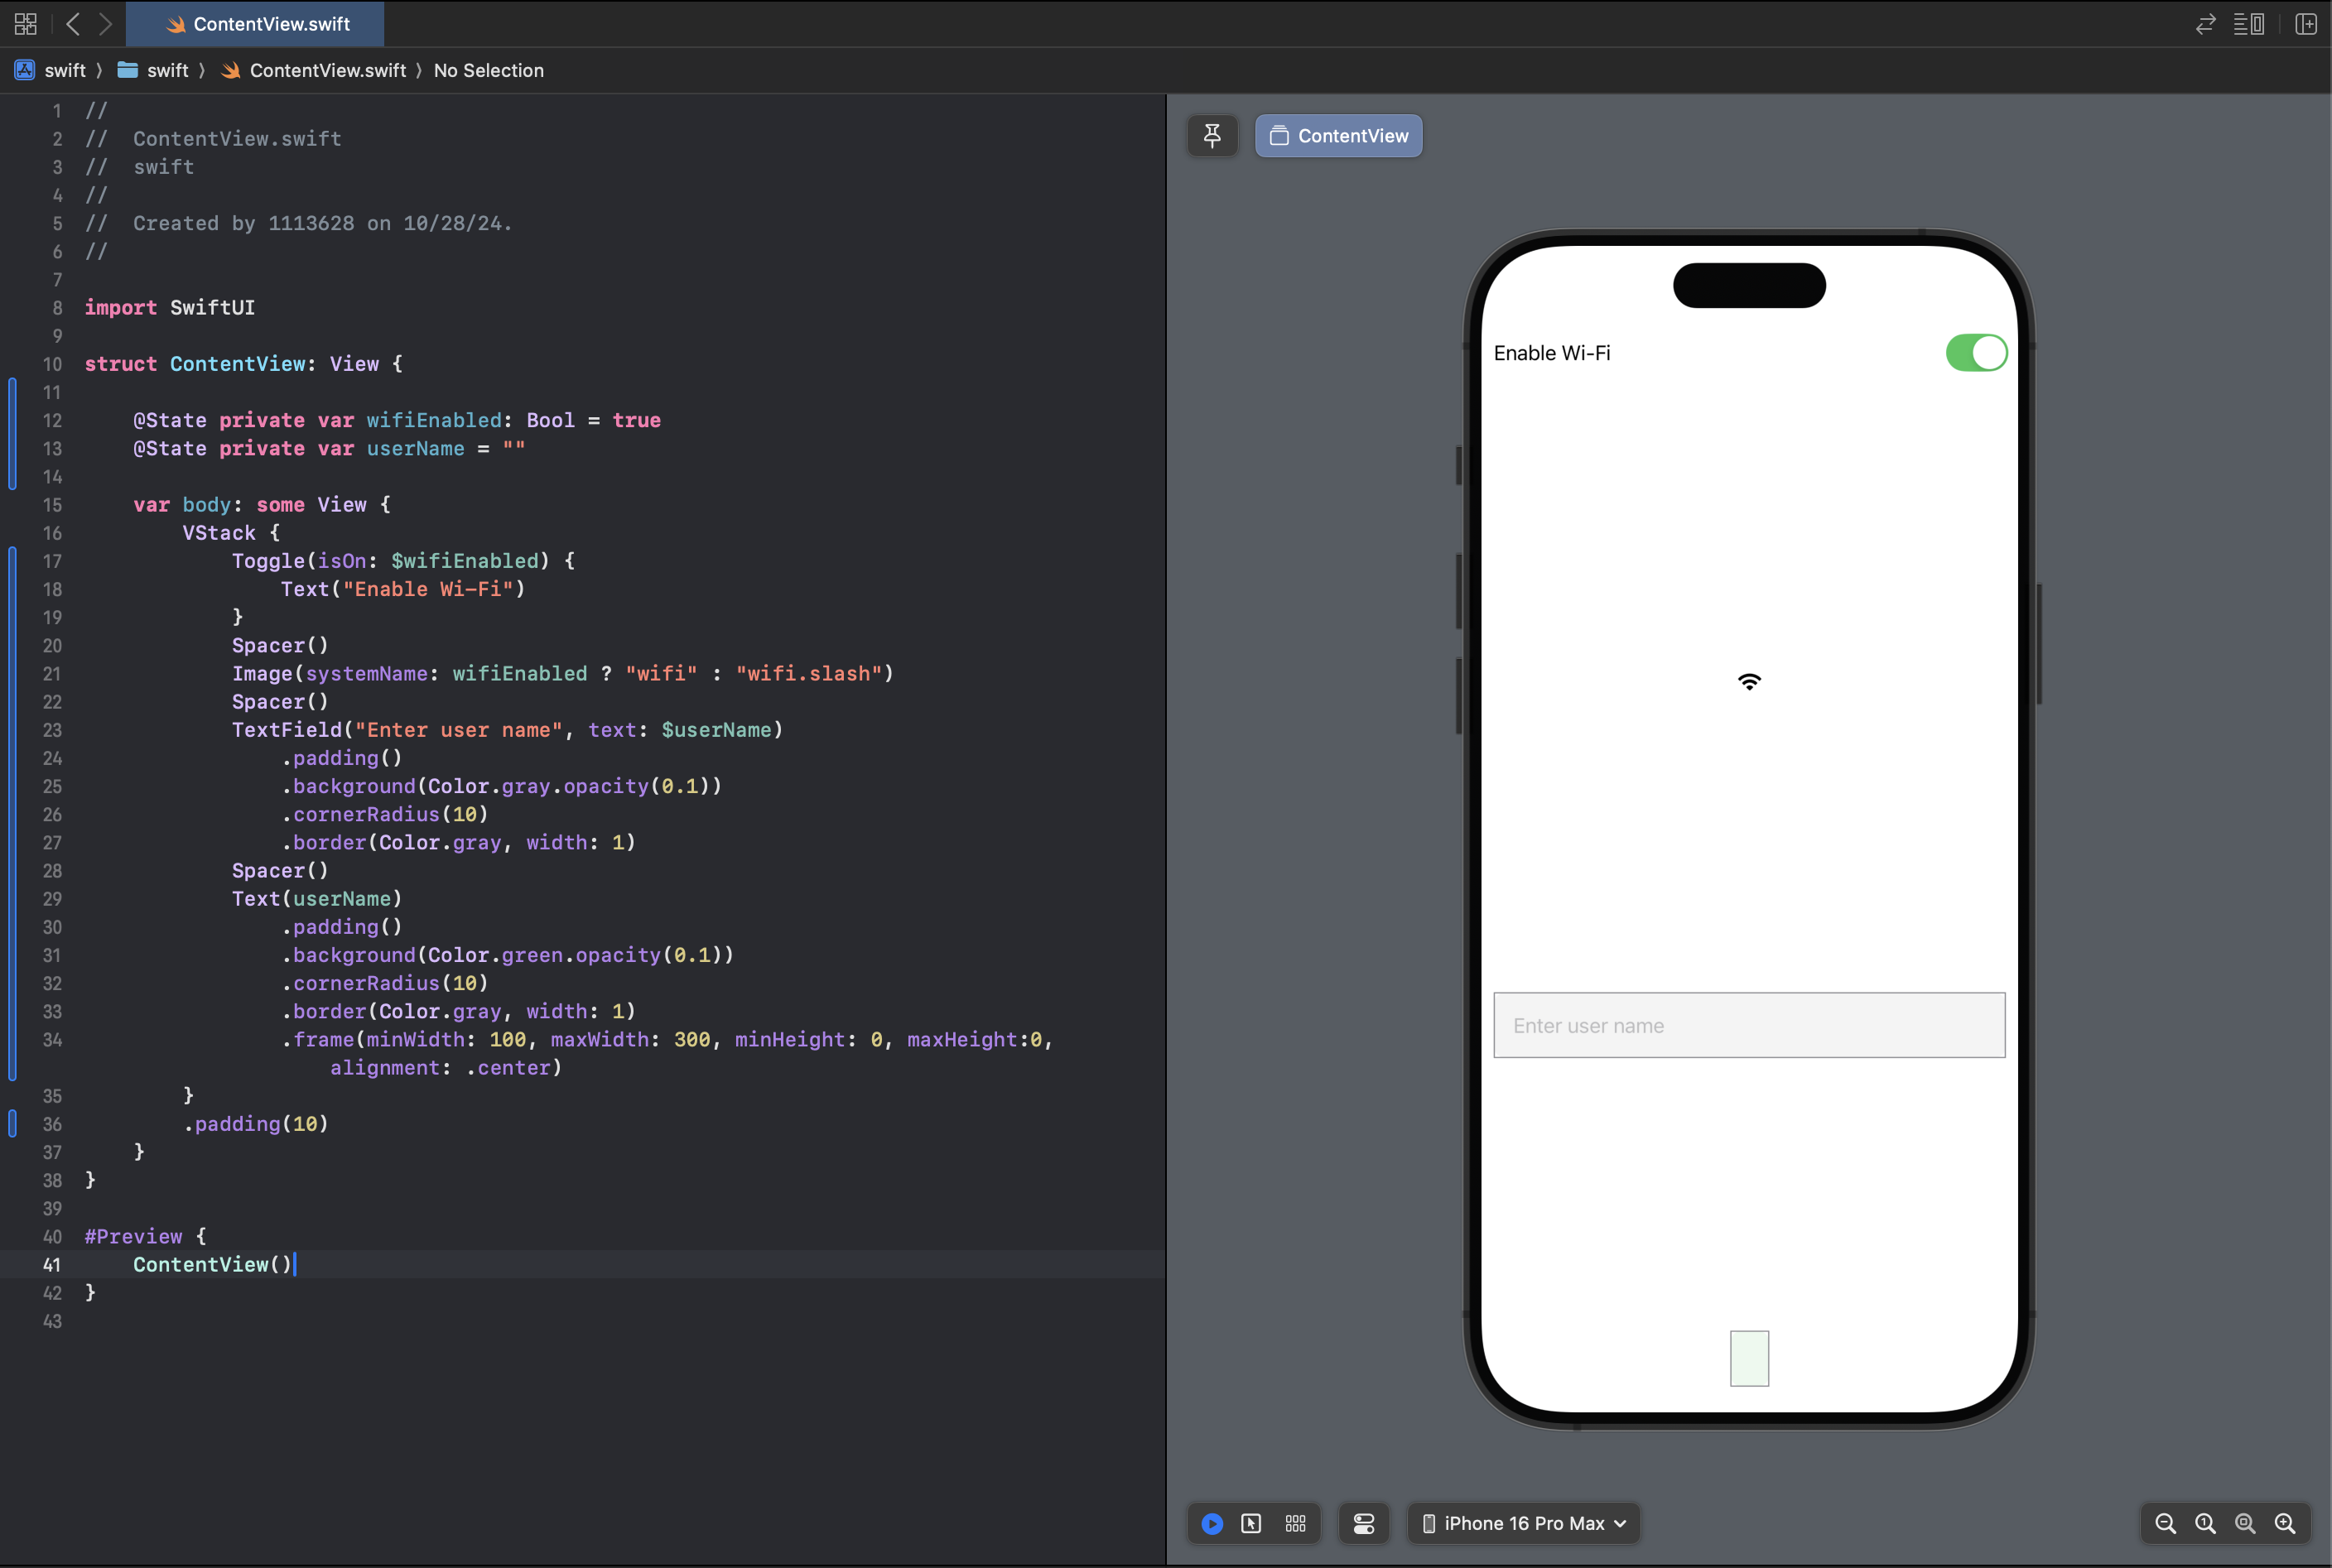 ContentView.swift
swift 〉 swift 〉 ContentView.swift 〉 No Selection
1 //
2 //  ContentView.swift
3 //  swift
4 //
5 //  Created by 1113628 on 10/28/24.
6 //
7
8 import SwiftUI
9
10 struct ContentView: View {
11
12     @State private var wifiEnabled: Bool = true
13     @State private var userName = ""
14
15     var body: some View {
16         VStack {
17             Toggle(isOn: $wifiEnabled) {
18                 Text("Enable Wi-Fi")
19             }
20             Spacer()
21             Image(systemName: wifiEnabled ? "wifi" : "wifi.slash")
22             Spacer()
23             TextField("Enter user name", text: $userName)
24                 .padding()
25                 .background(Color.gray.opacity(0.1))
26                 .cornerRadius(10)
27                 .border(Color.gray, width: 1)
28             Spacer()
29             Text(userName)
30                 .padding()
31                 .background(Color.green.opacity(0.1))
32                 .cornerRadius(10)
33                 .border(Color.gray, width: 1)
34                 .frame(minWidth: 100, maxWidth: 300, minHeight: 0, maxHeight:0,
                    alignment: .center)
35         }
36         .padding(10)
37     }
38 }
39
40 #Preview {
41     ContentView()
42 }
43
ContentView
Enable Wi-Fi
Enter user name
iPhone 16 Pro Max